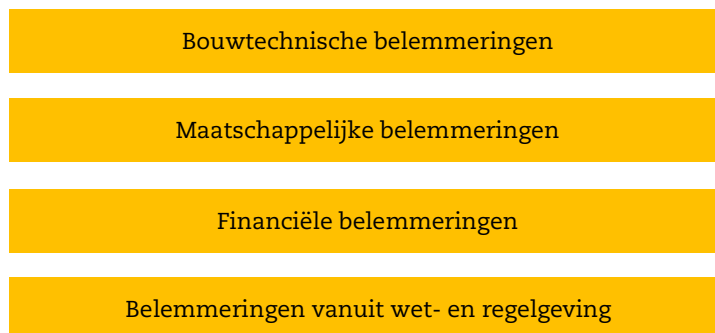 Bouwtechnische belemmeringen
Maatschappelijke belemmeringen
Financiële belemmeringen
Belemmeringen vanuit wet- en regelgeving